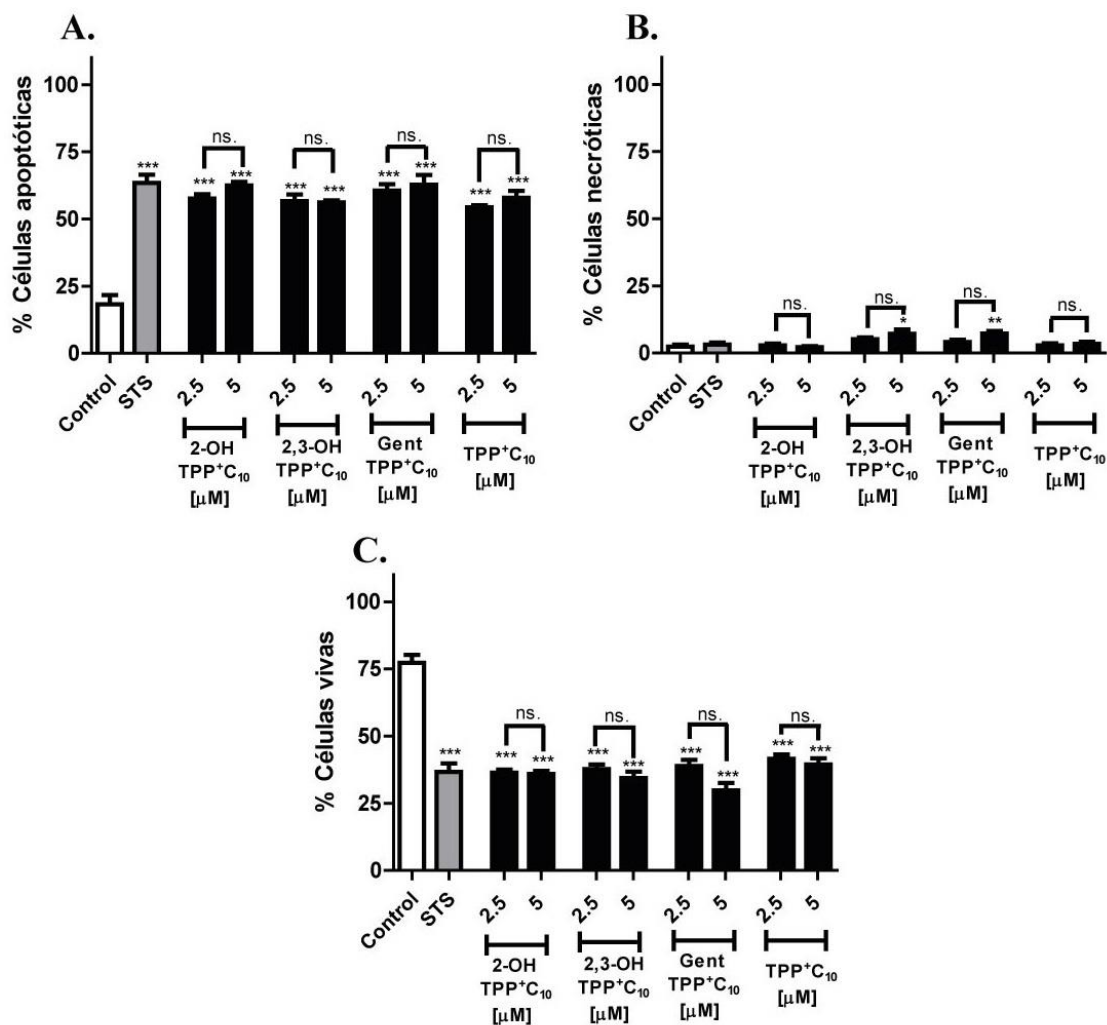 A.
% Células apoptóticas
100
75
50
25
0
ns. ns. ns. ns.
*** *** *** *** *** *** *** *** ***
Control STS 2.5 5 2.5 5 2.5 5 2.5 5
2-OH 2,3-OH Gent TPP⁺C₁₀
TPP⁺C₁₀ TPP⁺C₁₀ TPP⁺C₁₀ [μM]
[μM] [μM] [μM]
B.
% Células necróticas
100
75
50
25
0
ns. ns. ns. ns.
* **
Control STS 2.5 5 2.5 5 2.5 5 2.5 5
2-OH 2,3-OH Gent TPP⁺C₁₀
TPP⁺C₁₀ TPP⁺C₁₀ TPP⁺C₁₀ [μM]
[μM] [μM] [μM]
C.
% Células vivas
100
75
50
25
0
ns. ns. ns. ns.
*** *** *** *** *** *** *** *** ***
Control STS 2.5 5 2.5 5 2.5 5 2.5 5
2-OH 2,3-OH Gent TPP⁺C₁₀
TPP⁺C₁₀ TPP⁺C₁₀ TPP⁺C₁₀ [μM]
[μM] [μM] [μM]